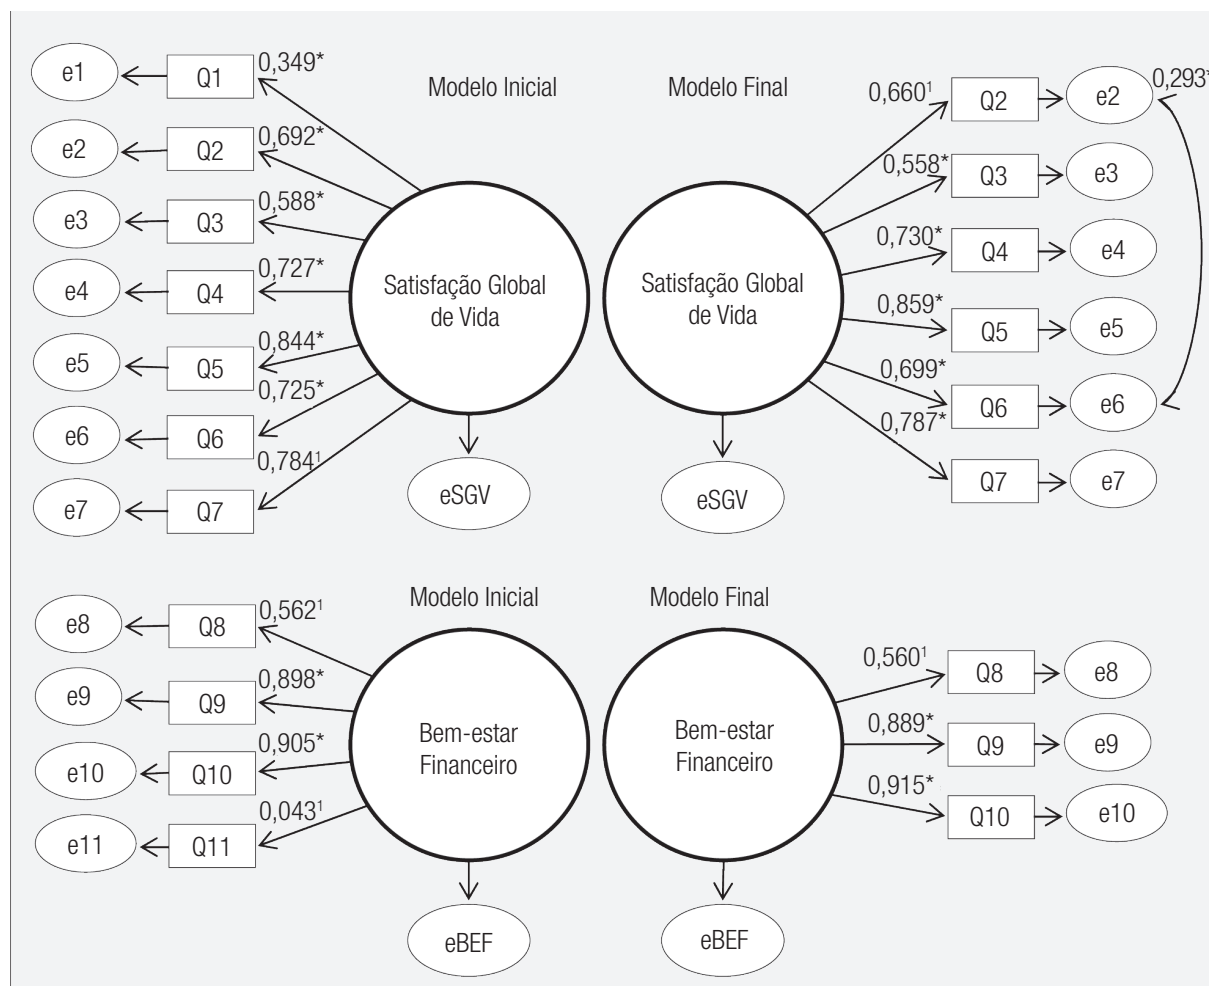 Modelo Inicial
e1
Q1
0,349*
e2
Q2
0,692*
e3
Q3
0,588*
e4
Q4
0,727*
e5
Q5
0,844*
e6
Q6
0,725*
e7
Q7
0,784¹
Satisfação Global
de Vida
eSGV
Modelo Final
Satisfação Global
de Vida
0,660¹
Q2
e2
0,293*
0,558*
Q3
e3
0,730*
Q4
e4
0,859*
Q5
e5
0,699*
Q6
e6
0,787*
Q7
e7
eSGV
Modelo Inicial
e8
Q8
0,562¹
e9
Q9
0,898*
e10
Q10
0,905*
e11
Q11
0,043¹
Bem-estar
Financeiro
eBEF
Modelo Final
Bem-estar
Financeiro
0,560¹
Q8
e8
0,889*
Q9
e9
0,915*
Q10
e10
eBEF